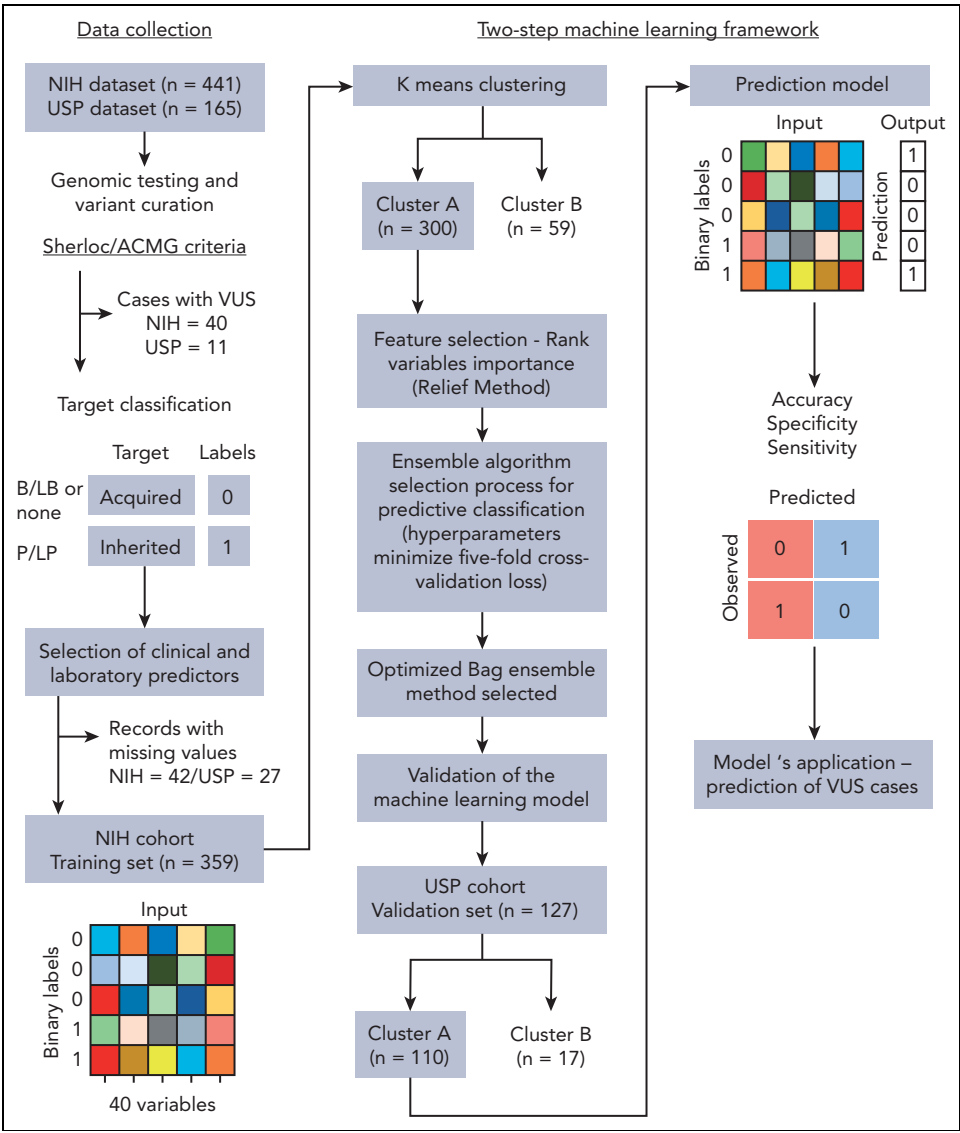 Data collection
NIH dataset (n = 441)
USP dataset (n = 165)
Genomic testing and
variant curation
Sherloc/ACMG criteria
Cases with VUS
NIH = 40
USP = 11
Target classification
Target Labels
B/LB or
none
Acquired 0
P/LP
Inherited 1
Selection of clinical and
laboratory predictors
Records with
missing values
NIH = 42/USP = 27
NIH cohort
Training set (n = 359)
Input
Binary labels
0
0
0
1
1
40 variables
Two-step machine learning framework
K means clustering
Cluster A
(n = 300)
Cluster B
(n = 59)
Feature selection - Rank
variables importance
(Relief Method)
Ensemble algorithm
selection process for
predictive classification
(hyperparameters
minimize five-fold cross-
validation loss)
Optimized Bag ensemble
method selected
Validation of the
machine learning model
USP cohort
Validation set (n = 127)
Cluster A
(n = 110)
Cluster B
(n = 17)
Prediction model
Input Output
Binary labels
0
0
0
1
1
Prediction
1
0
0
0
1
Accuracy
Specificity
Sensitivity
Predicted
Observed
0 1
1 0
Model 's application –
prediction of VUS cases